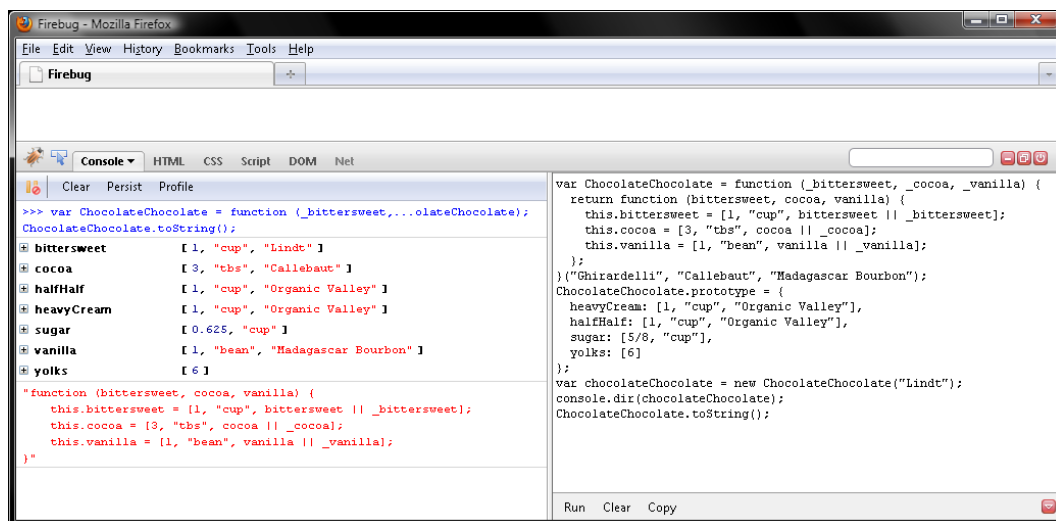 Firebug - Mozilla Firefox
File Edit View History Bookmarks Tools Help
Firebug
Console HTML CSS Script DOM Net
Clear Persist Profile
>>> var ChocolateChocolate = function (_bittersweet,...olateChocolate);
ChocolateChocolate.toString();
bittersweet [ 1, "cup", "Lindt" ]
cocoa [ 3, "tbs", "Callebaut" ]
halfHalf [ 1, "cup", "Organic Valley" ]
heavyCream [ 1, "cup", "Organic Valley" ]
sugar [ 0.625, "cup" ]
vanilla [ 1, "bean", "Madagascar Bourbon" ]
yolks [ 6 ]
"function (bittersweet, cocoa, vanilla) {
this.bittersweet = [1, "cup", bittersweet || _bittersweet];
this.cocoa = [3, "tbs", cocoa || _cocoa];
this.vanilla = [1, "bean", vanilla || _vanilla];
}"
var ChocolateChocolate = function (_bittersweet, _cocoa, _vanilla) {
return function (bittersweet, cocoa, vanilla) {
this.bittersweet = [1, "cup", bittersweet || _bittersweet];
this.cocoa = [3, "tbs", cocoa || _cocoa];
this.vanilla = [1, "bean", vanilla || _vanilla];
};
}("Ghirardelli", "Callebaut", "Madagascar Bourbon");
ChocolateChocolate.prototype = {
heavyCream: [1, "cup", "Organic Valley"],
halfHalf: [1, "cup", "Organic Valley"],
sugar: [5/8, "cup"],
yolks: [6]
};
var chocolateChocolate = new ChocolateChocolate("Lindt");
console.dir(chocolateChocolate);
ChocolateChocolate.toString();
Run Clear Copy